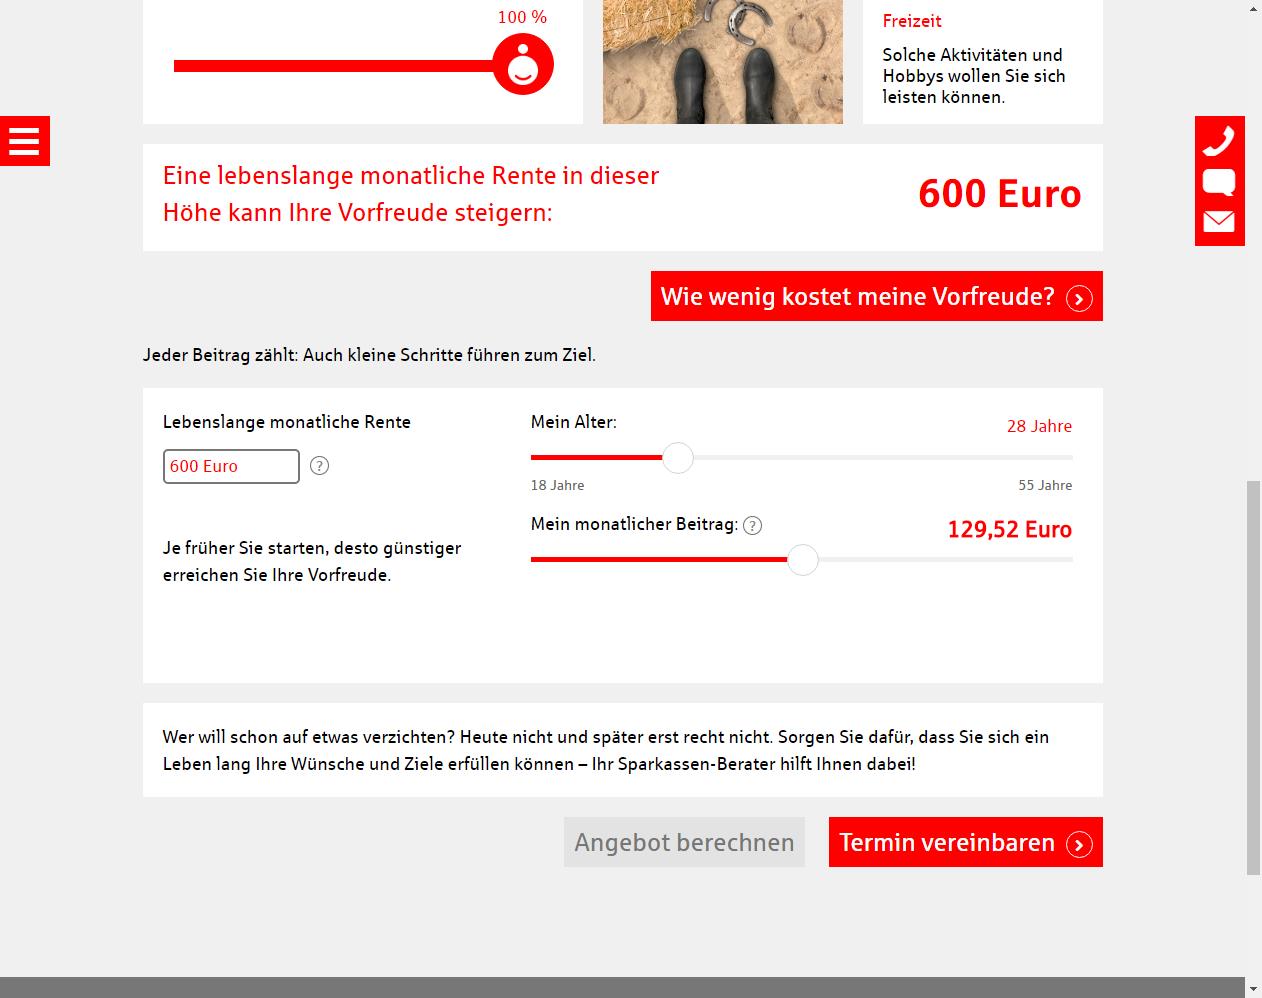 100 %
Freizeit
Solche Aktivitäten und
Hobbys wollen Sie sich
leisten können.
Eine lebenslange monatliche Rente in dieser
Höhe kann Ihre Vorfreude steigern:
600 Euro
Wie wenig kostet meine Vorfreude?
Jeder Beitrag zählt: Auch kleine Schritte führen zum Ziel.
Lebenslange monatliche Rente
600 Euro ?
Je früher Sie starten, desto günstiger
erreichen Sie Ihre Vorfreude.
Mein Alter:
28 Jahre
18 Jahre
55 Jahre
Mein monatlicher Beitrag: ?
129,52 Euro
Wer will schon auf etwas verzichten? Heute nicht und später erst recht nicht. Sorgen Sie dafür, dass Sie sich ein
Leben lang Ihre Wünsche und Ziele erfüllen können – Ihr Sparkassen-Berater hilft Ihnen dabei!
Angebot berechnen
Termin vereinbaren